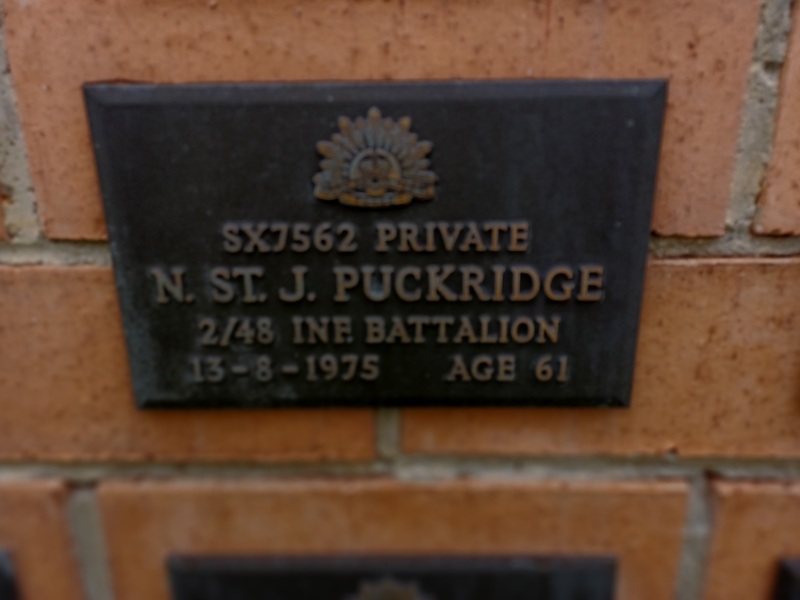 SX7562 PRIVATE
N. ST. J. PUCKRIDGE
2/48 INF. BATTALION
13-8-1975 AGE 61